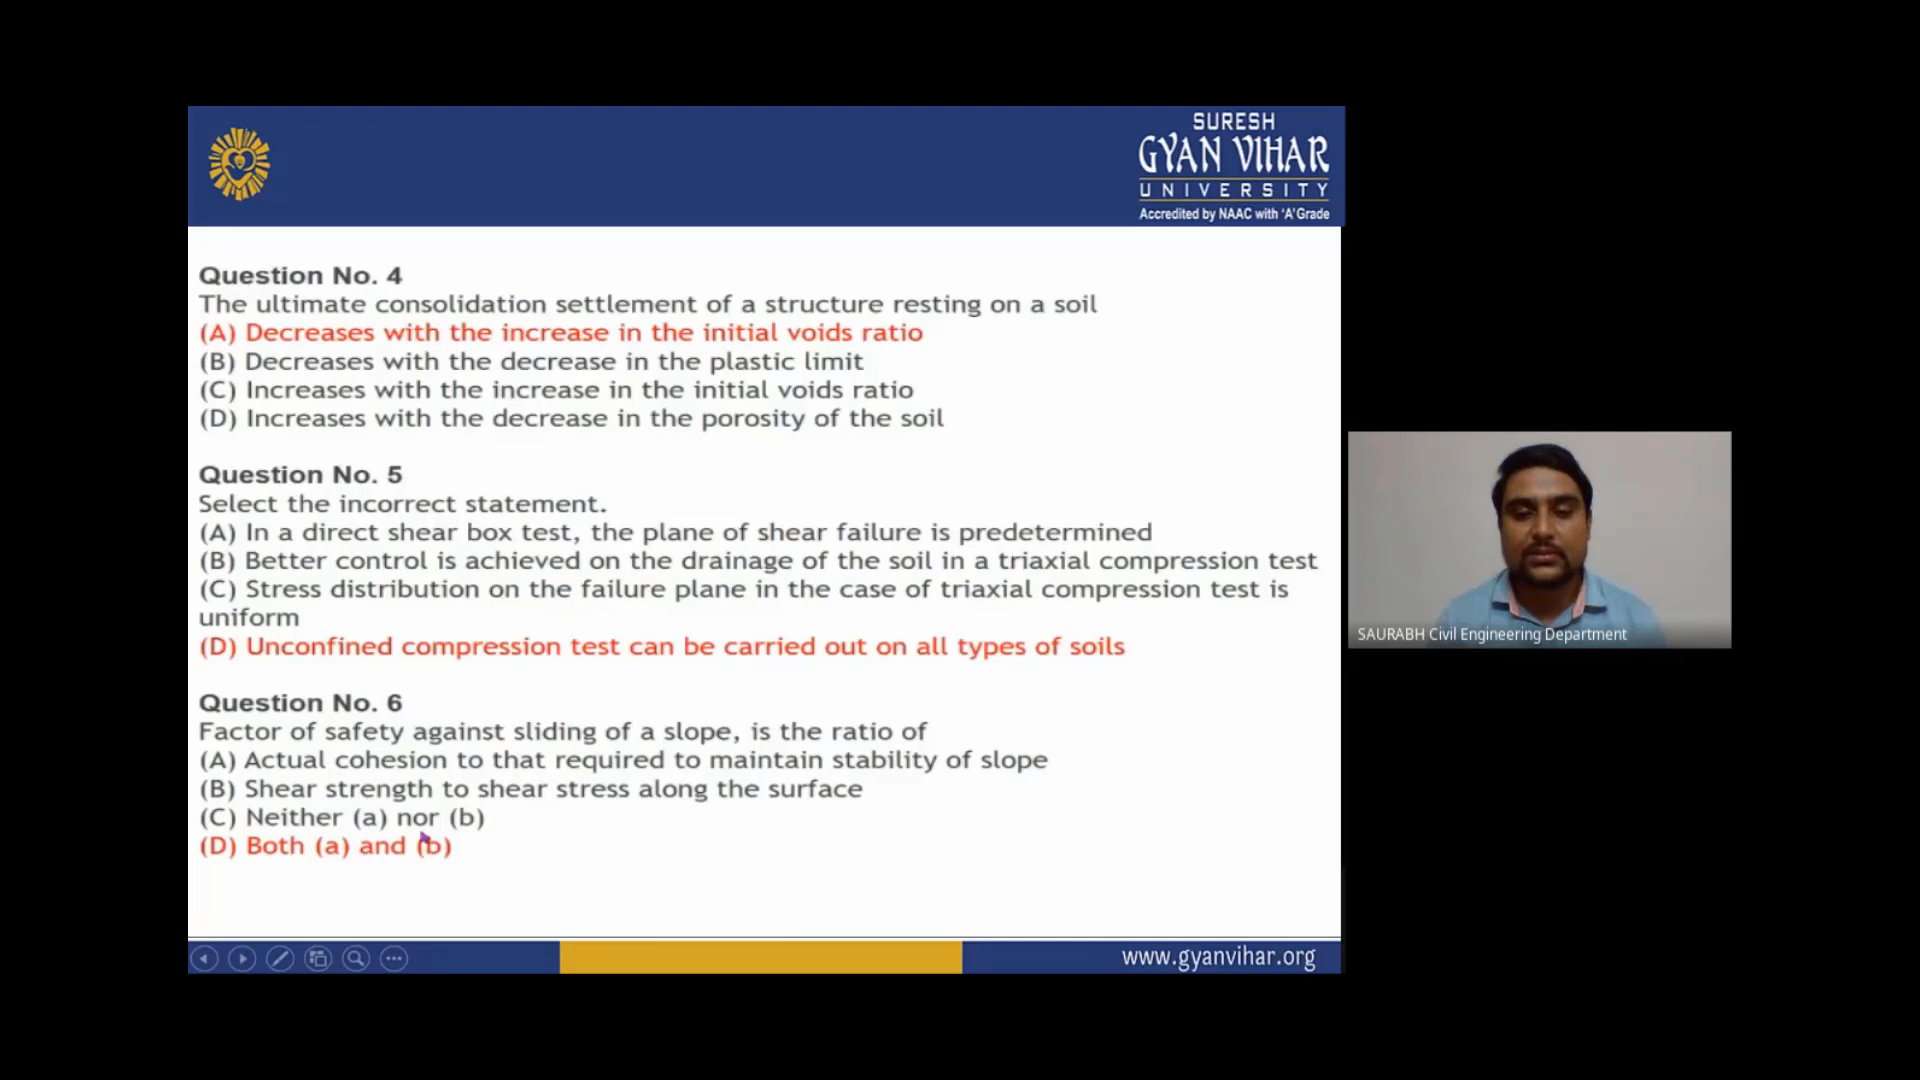 SURESH
GYAN VIHAR
UNIVERSITY
Accredited by NAAC with 'A' Grade
Question No. 4
The ultimate consolidation settlement of a structure resting on a soil
(A) Decreases with the increase in the initial voids ratio
(B) Decreases with the decrease in the plastic limit
(C) Increases with the increase in the initial voids ratio
(D) Increases with the decrease in the porosity of the soil
Question No. 5
Select the incorrect statement.
(A) In a direct shear box test, the plane of shear failure is predetermined
(B) Better control is achieved on the drainage of the soil in a triaxial compression test
(C) Stress distribution on the failure plane in the case of triaxial compression test is
uniform
(D) Unconfined compression test can be carried out on all types of soils
Question No. 6
Factor of safety against sliding of a slope, is the ratio of
(A) Actual cohesion to that required to maintain stability of slope
(B) Shear strength to shear stress along the surface
(C) Neither (a) nor (b)
(D) Both (a) and (b)
www.gyanvihar.org
SAURABH Civil Engineering Department